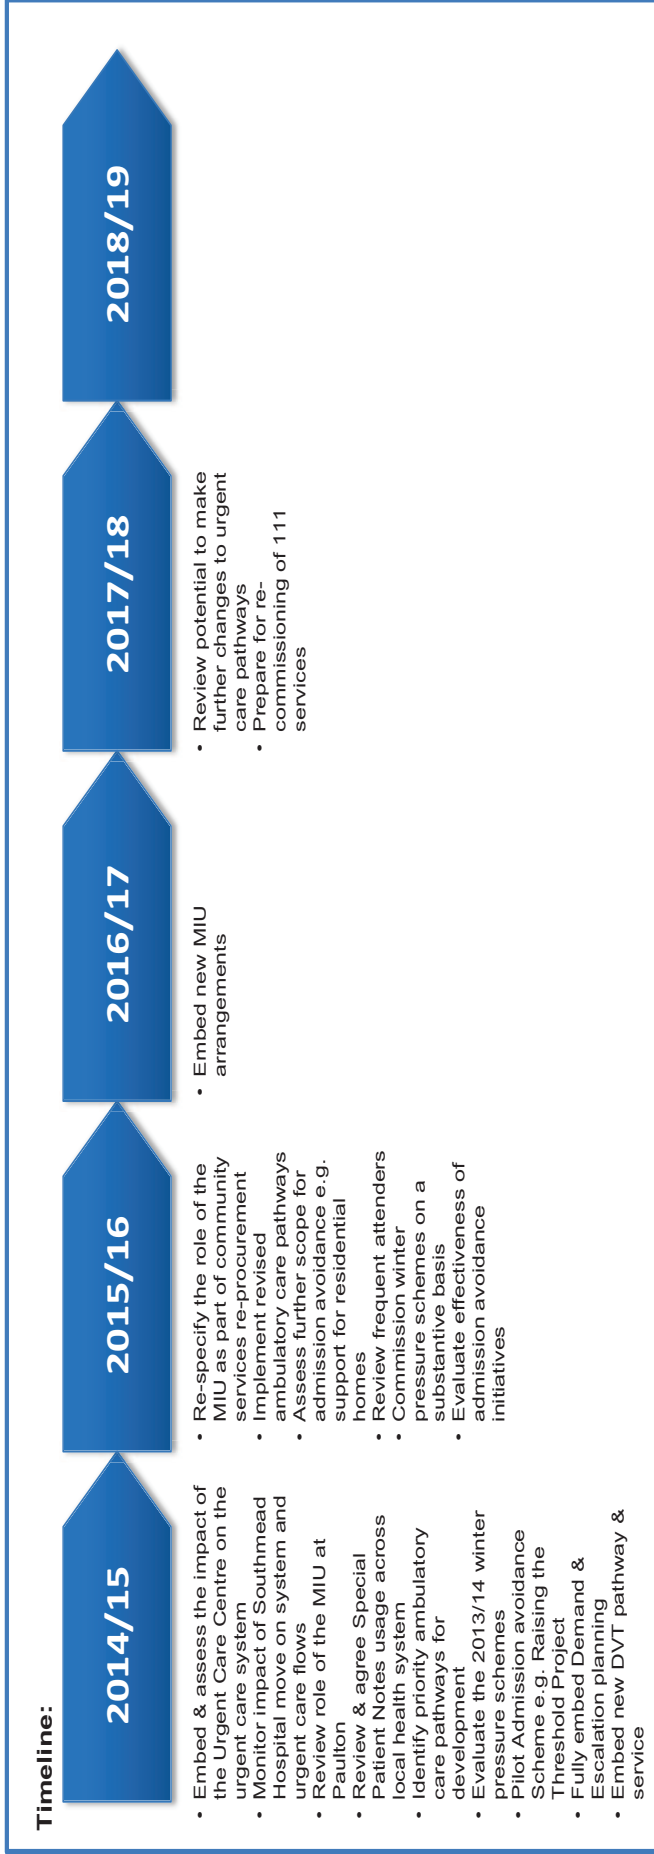 Timeline:
2014/15
• Embed & assess the impact of
the Urgent Care Centre on the
urgent care system
• Monitor impact of Southmead
Hospital move on system and
urgent care flows
• Review role of the MIU at
Paulton
• Review & agree Special
Patient Notes usage across
local health system
• Identify priority ambulatory
care pathways for
development
• Evaluate the 2013/14 winter
pressure schemes
• Pilot Admission avoidance
Scheme e.g. Raising the
Threshold Project
• Fully embed Demand &
Escalation planning
• Embed new DVT pathway &
service
2015/16
• Re-specify the role of the
MIU as part of community
services re-procurement
• Implement revised
ambulatory care pathways
• Assess further scope for
admission avoidance e.g.
support for residential
homes
• Review frequent attenders
• Commission winter
pressure schemes on a
substantive basis
• Evaluate effectiveness of
admission avoidance
initiatives
2016/17
• Embed new MIU
arrangements
2017/18
• Review potential to make
further changes to urgent
care pathways
• Prepare for re-
commissioning of 111
services
2018/19